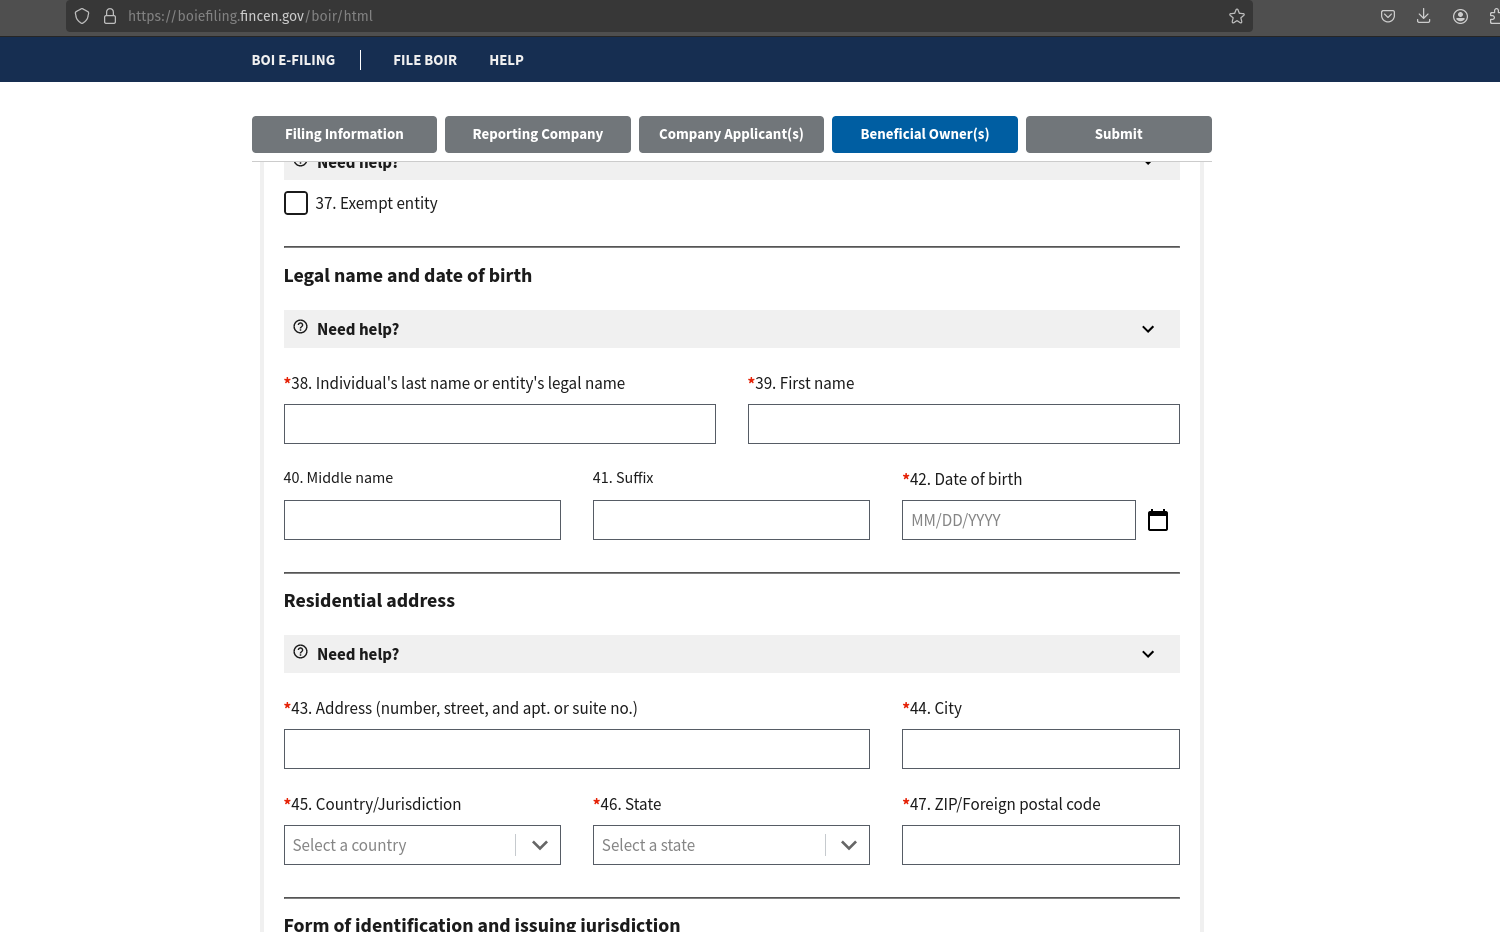 https://boiefiling.fincen.gov/boir/html
BOI E-FILING FILE BOIR HELP
Filing Information Reporting Company Company Applicant(s) Beneficial Owner(s) Submit
Need help?
37. Exempt entity
Legal name and date of birth
Need help?
*38. Individual's last name or entity's legal name *39. First name
40. Middle name 41. Suffix *42. Date of birth
MM/DD/YYYY
Residential address
Need help?
*43. Address (number, street, and apt. or suite no.) *44. City
*45. Country/Jurisdiction *46. State *47. ZIP/Foreign postal code
Select a country Select a state
Form of identification and issuing jurisdiction